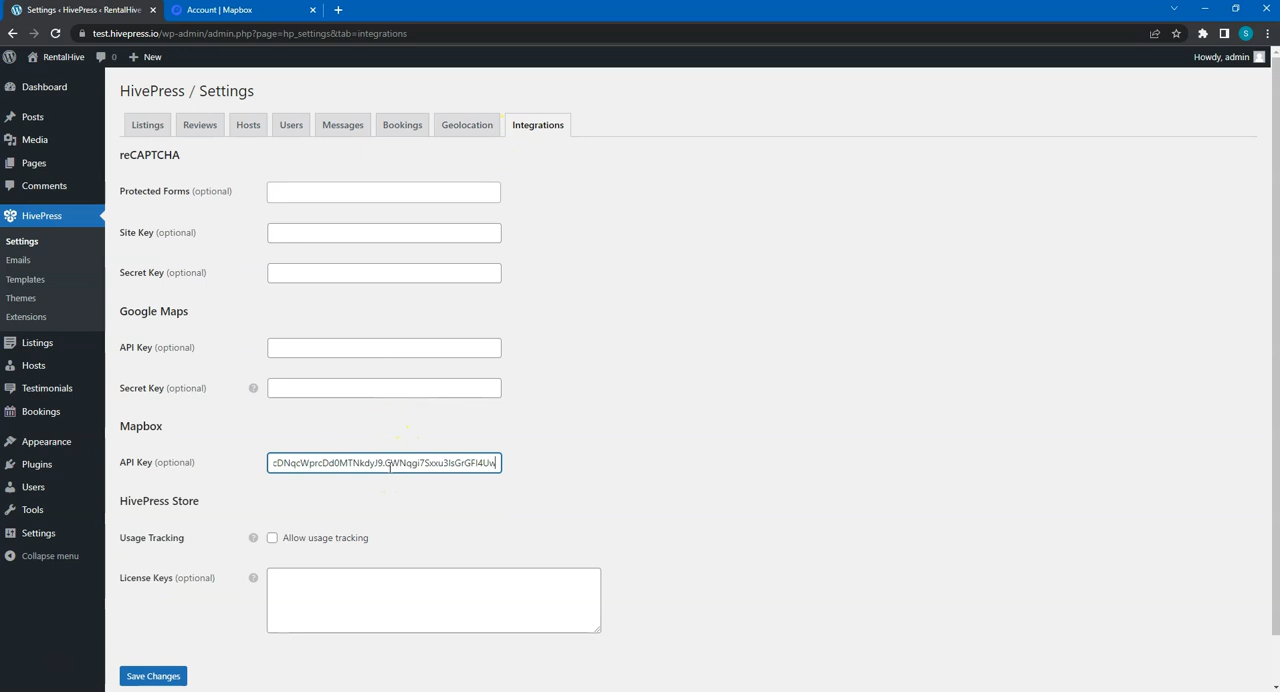 Settings ‹ HivePress ‹ RentalHive
Account | Mapbox
test.hivepress.io/wp-admin/admin.php?page=hp_settings&tab=integrations
S
RentalHive 0 New Howdy, admin
Dashboard
Posts
Media
Pages
Comments
HivePress
Settings
Emails
Templates
Themes
Extensions
Listings
Hosts
Testimonials
Bookings
Appearance
Plugins
Users
Tools
Settings
Collapse menu
HivePress / Settings
Listings Reviews Hosts Users Messages Bookings Geolocation Integrations
reCAPTCHA
Protected Forms (optional)
Site Key (optional)
Secret Key (optional)
Google Maps
API Key (optional)
Secret Key (optional) ?
Mapbox
API Key (optional)
HivePress Store
Usage Tracking ? Allow usage tracking
License Keys (optional) ?
Save Changes